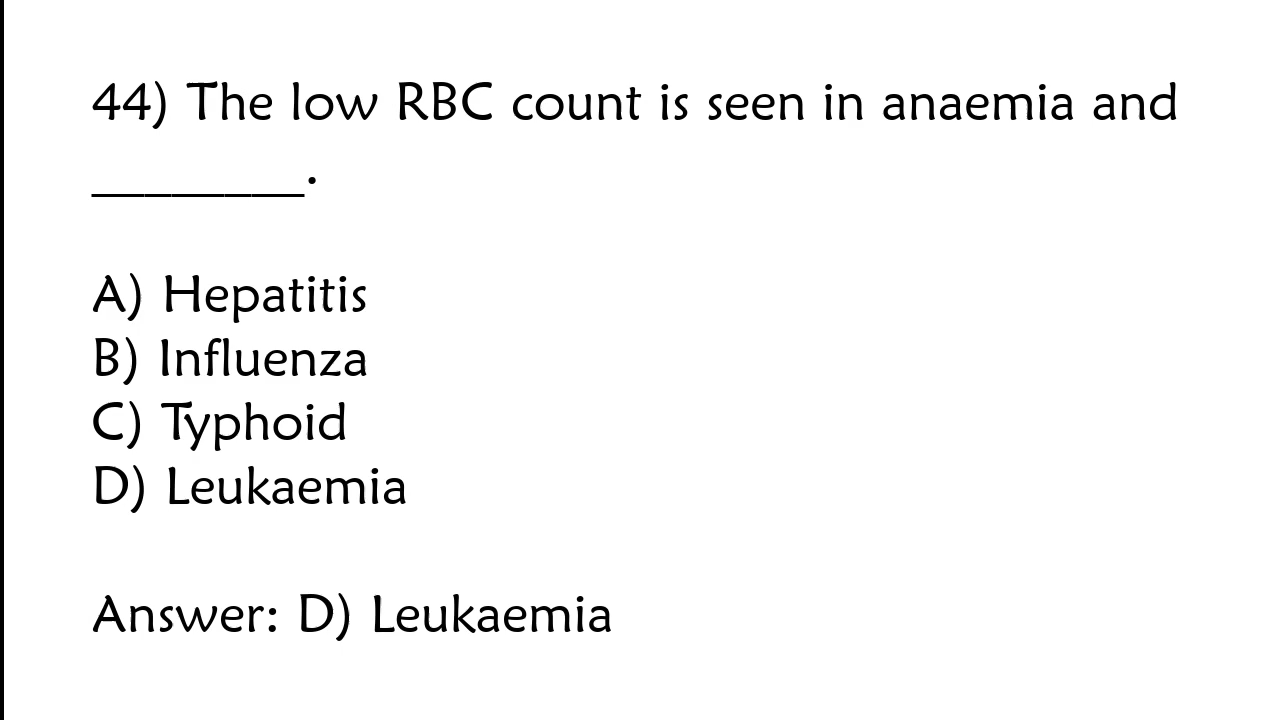 44) The low RBC count is seen in anaemia and
________.
A) Hepatitis
B) Influenza
C) Typhoid
D) Leukaemia
Answer: D) Leukaemia